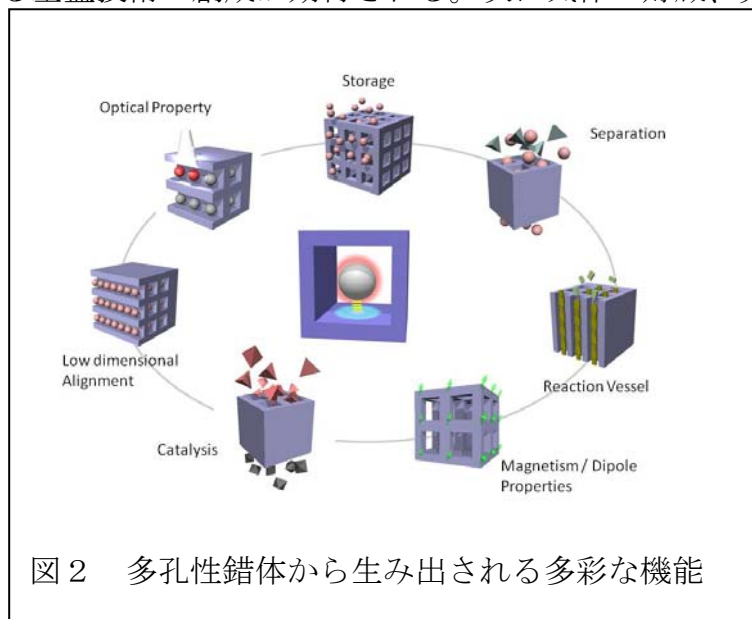 Storage
Optical Property
Separation
Low dimensional
Alignment
Reaction Vessel
Catalysis
Magnetism / Dipole
Properties
図２　多孔性錯体から生み出される多彩な機能